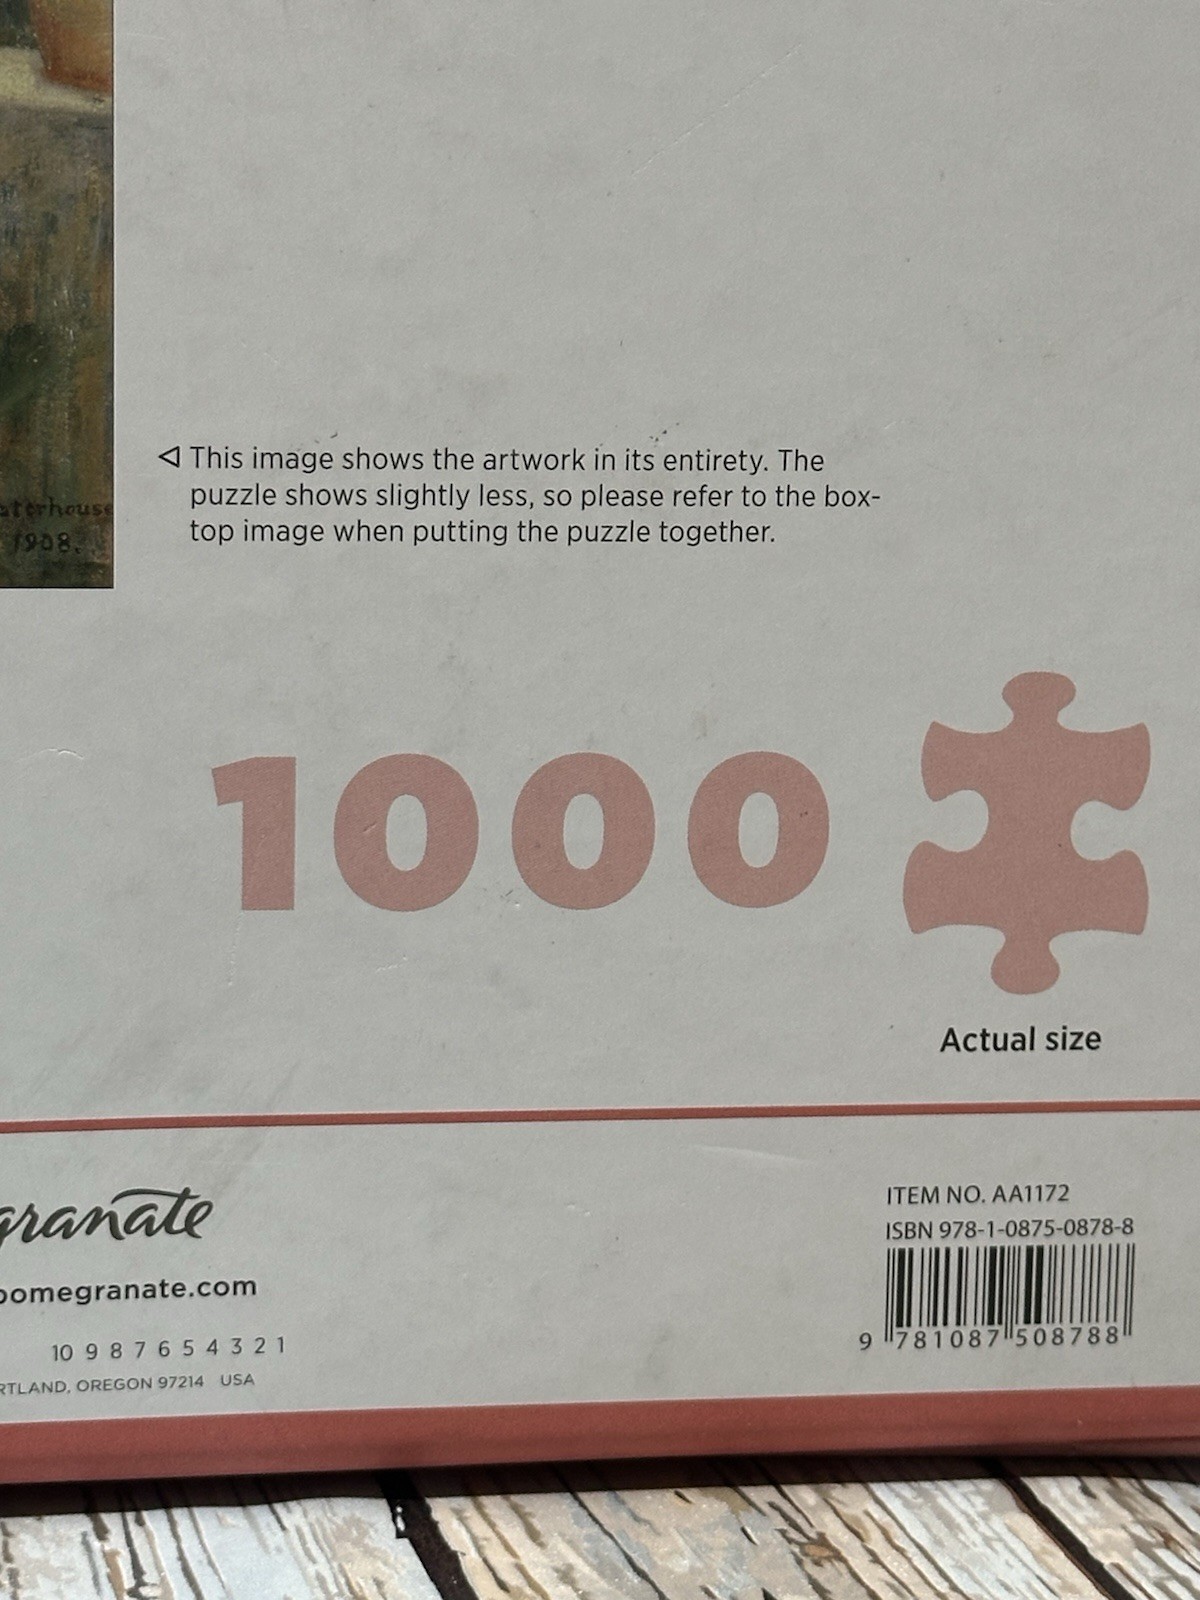 ◁ This image shows the artwork in its entirety. The
puzzle shows slightly less, so please refer to the box-
top image when putting the puzzle together.
aterhouse
1908.
1000
Actual size
granate
pomegranate.com
10 9 8 7 6 5 4 3 2 1
RTLAND, OREGON 97214 USA
ITEM NO. AA1172
ISBN 978-1-0875-0878-8
9 781087 508788